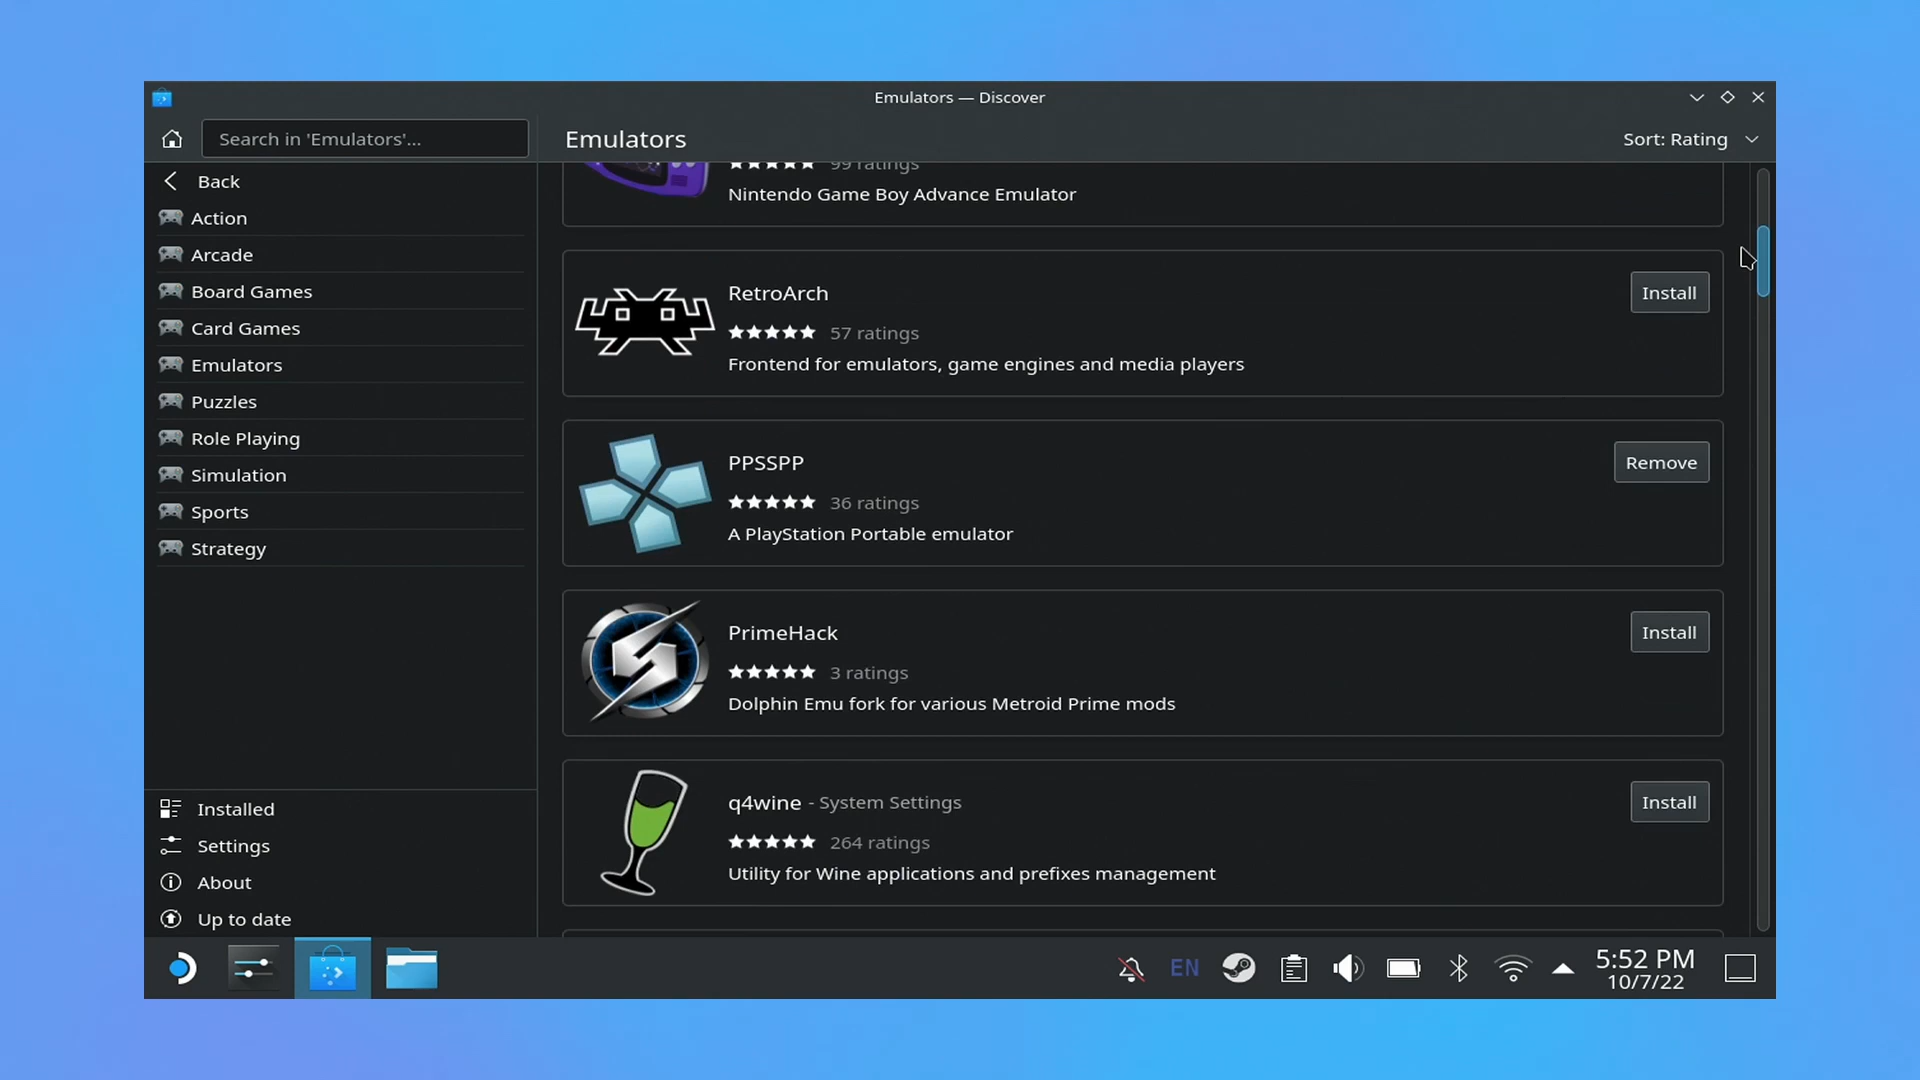 Emulators — Discover
Search in 'Emulators'...
Emulators
Sort: Rating
Back
Action
Arcade
Board Games
Card Games
Emulators
Puzzles
Role Playing
Simulation
Sports
Strategy
Installed
Settings
About
Up to date
99 ratings
Nintendo Game Boy Advance Emulator
RetroArch
Install
57 ratings
Frontend for emulators, game engines and media players
PPSSPP
Remove
36 ratings
A PlayStation Portable emulator
PrimeHack
Install
3 ratings
Dolphin Emu fork for various Metroid Prime mods
q4wine - System Settings
Install
264 ratings
Utility for Wine applications and prefixes management
EN
5:52 PM
10/7/22